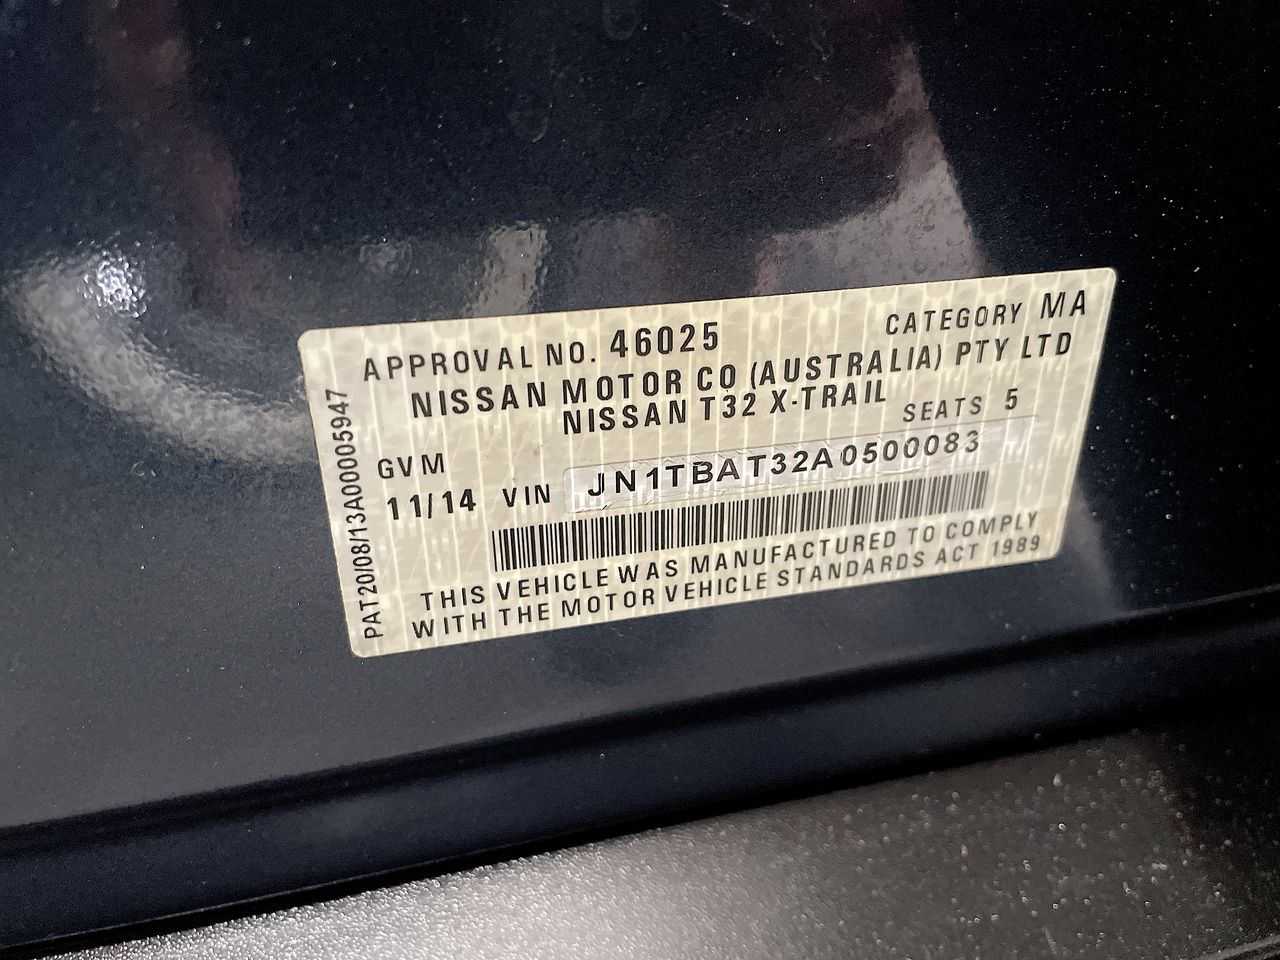 APPROVAL NO. 46025 CATEGORY MA
NISSAN MOTOR CO (AUSTRALIA) PTY LTD
NISSAN T32 X-TRAIL
SEATS 5
GVM
11/14 VIN JN1TBAT32A0500083
THIS VEHICLE WAS MANUFACTURED TO COMPLY
WITH THE MOTOR VEHICLE STANDARDS ACT 1989
PAT20/08/13A00005947